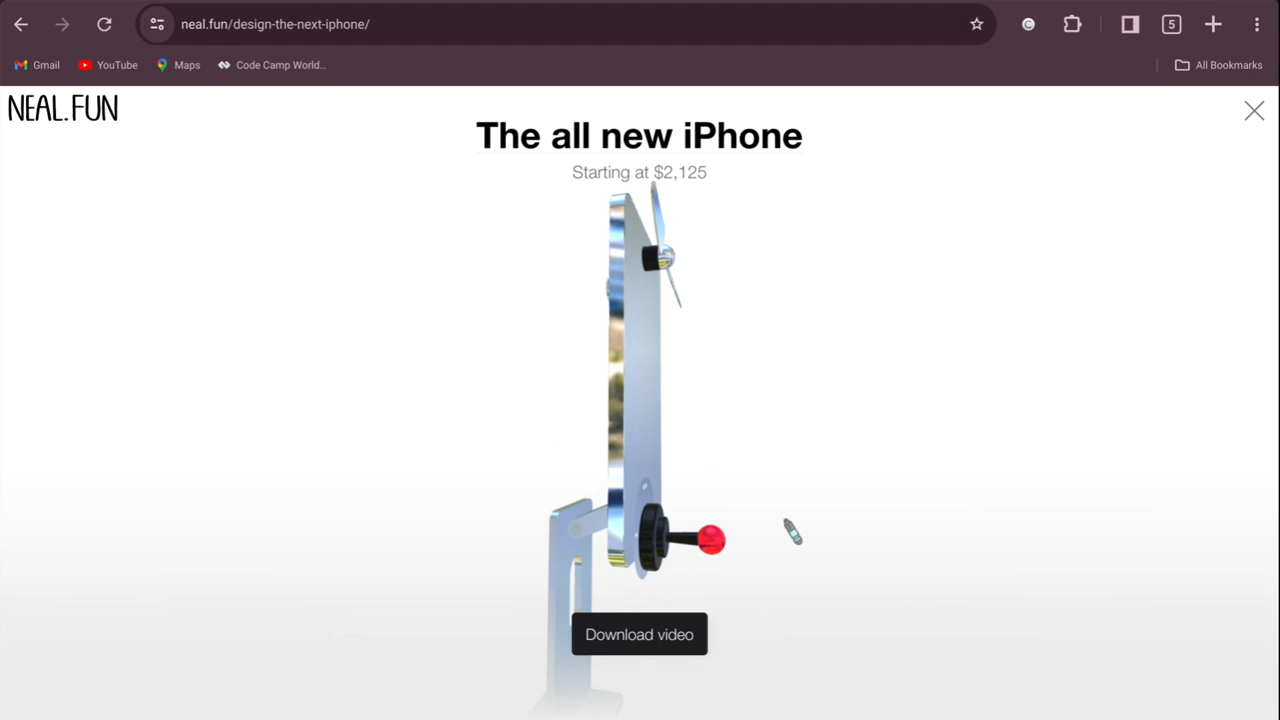 neal.fun/design-the-next-iphone/
5
Gmail
YouTube
Maps
Code Camp World...
All Bookmarks
NEAL.FUN
The all new iPhone
Starting at $2,125
Download video